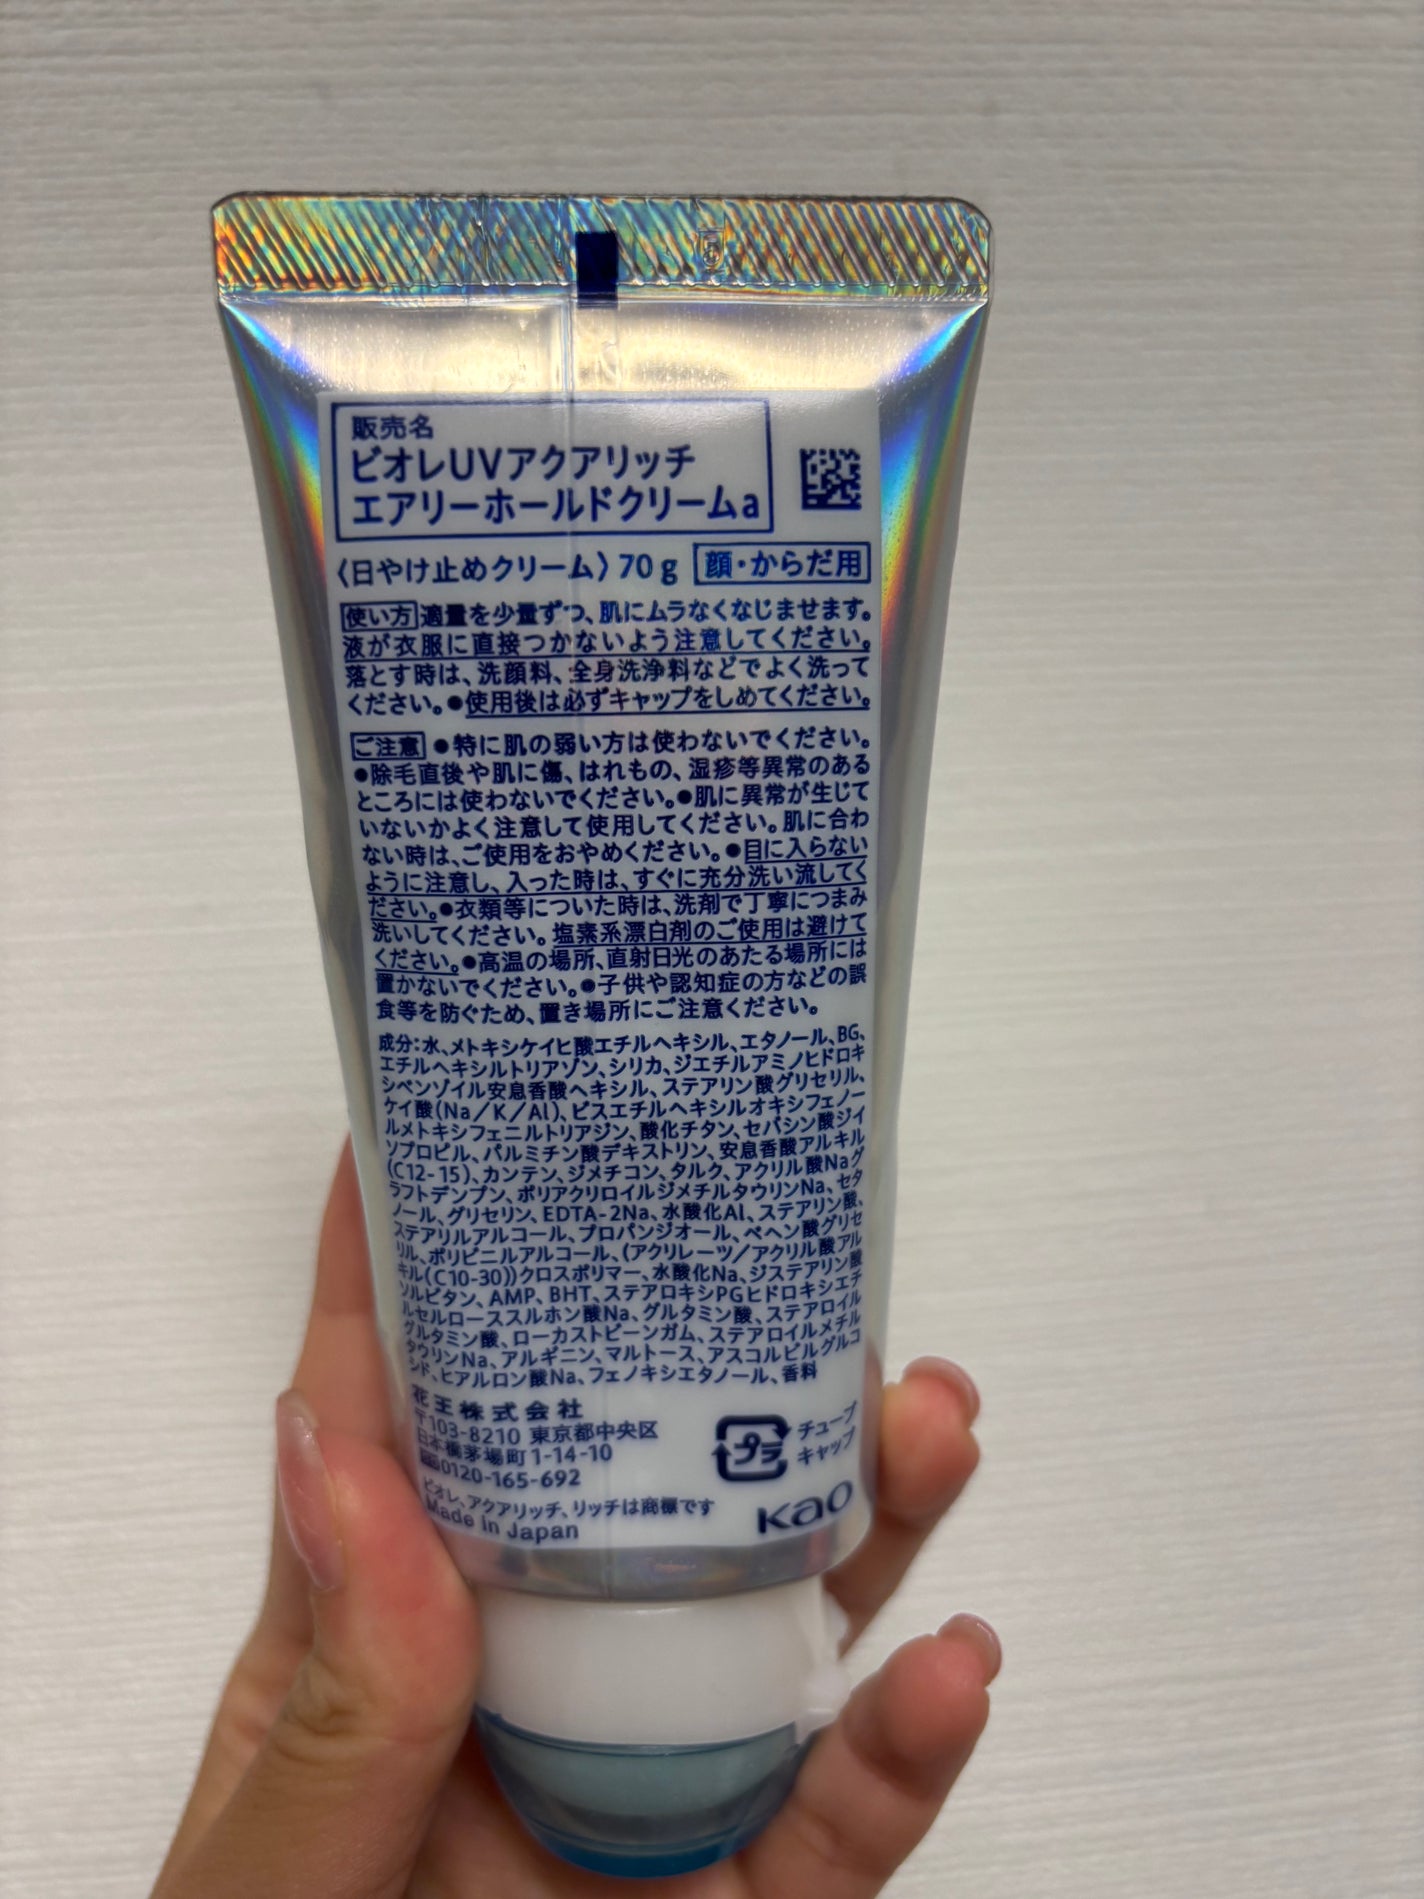 販売名
ビオレUVアクアリッチ
エアリーホールドクリームa
〈日やけ止めクリーム〉70g 顔・からだ用
使い方 適量を少量ずつ、肌にムラなくなじませます。
液が衣服に直接つかないよう注意してください。
落とす時は、洗顔料、全身洗浄料などでよく洗って
ください。●使用後は必ずキャップをしめてください。
ご注意 ●特に肌の弱い方は使わないでください。
●除毛直後や肌に傷、はれもの、湿疹等異常のある
ところには使わないでください。●肌に異常が生じて
いないかよく注意して使用してください。肌に合わ
ない時は、ご使用をおやめください。●目に入らない
ように注意し、入った時は、すぐに充分洗い流してく
ださい。●衣類等についた時は、洗剤で丁寧につまみ
洗いしてください。塩素系漂白剤のご使用は避けて
ください。●高温の場所、直射日光のあたる場所には
置かないでください。●子供や認知症の方などの誤
食等を防ぐため、置き場所にご注意ください。
成分：水、メトキシケイヒ酸エチルヘキシル、エタノール、BG、
エチルヘキシルトリアゾン、シリカ、ジエチルアミノヒドロキ
シベンゾイル安息香酸ヘキシル、ステアリン酸グリセリル、
ケイ酸(Na/K/Al)、ビスエチルヘキシルオキシフェノー
ルメトキシフェニルトリアジン、酸化チタン、セバシン酸ジイ
ソプロピル、パルミチン酸デキストリン、安息香酸アルキル
(C12-15)、カンテン、ジメチコン、タルク、アクリル酸Naグ
ラフトデンプン、ポリアクリロイルジメチルタウリンNa、セタ
ノール、グリセリン、EDTA-2Na、水酸化Al、ステアリン酸、
ステアリルアルコール、プロパンジオール、ベヘン酸グリセ
リル、ポリビニルアルコール、(アクリレーツ/アクリル酸アル
キル(C10-30))クロスポリマー、水酸化Na、ジステアリン酸
ソルビタン、AMP、BHT、ステアロキシPGヒドロキシエチ
ルセルローススルホン酸Na、グルタミン酸、ステアロイル
グルタミン酸、ローカストビーンガム、ステアロイルメチル
タウリンNa、アルギニン、マルトース、アスコルビルグルコ
シド、ヒアルロン酸Na、フェノキシエタノール、香料
花王株式会社
〒103-8210 東京都中央区
日本橋茅場町1-14-10
0120-165-692
プラ チューブ
キャップ
ビオレ、アクアリッチ、リッチは商標です
Made in Japan
Kao